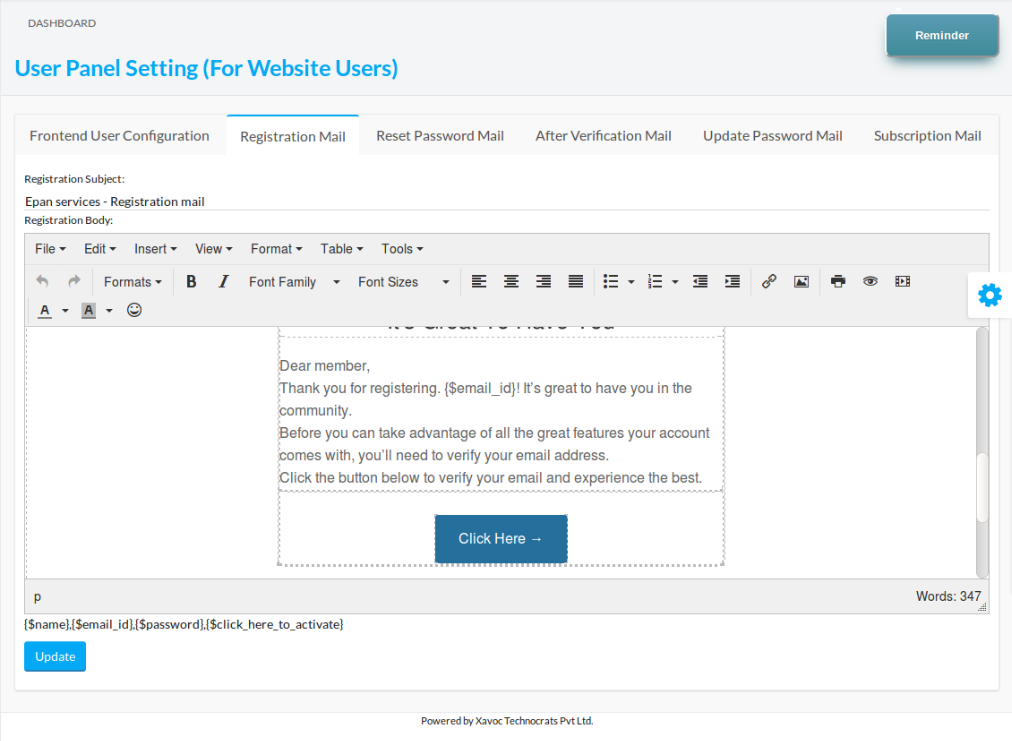 DASHBOARD
Reminder
User Panel Setting (For Website Users)
Frontend User Configuration
Registration Mail
Reset Password Mail
After Verification Mail
Update Password Mail
Subscription Mail
Registration Subject:
Epan services - Registration mail
Registration Body:
File Edit Insert View Format Table Tools
Formats B I Font Family Font Sizes
A A
It's Great To Have You
Dear member,
Thank you for registering. {$email_id}! It’s great to have you in the
community.
Before you can take advantage of all the great features your account
comes with, you’ll need to verify your email address.
Click the button below to verify your email and experience the best.
Click Here →
p
Words: 347
{$name},{$email_id},{$password},{$click_here_to_activate}
Update
Powered by Xavoc Technocrats Pvt Ltd.